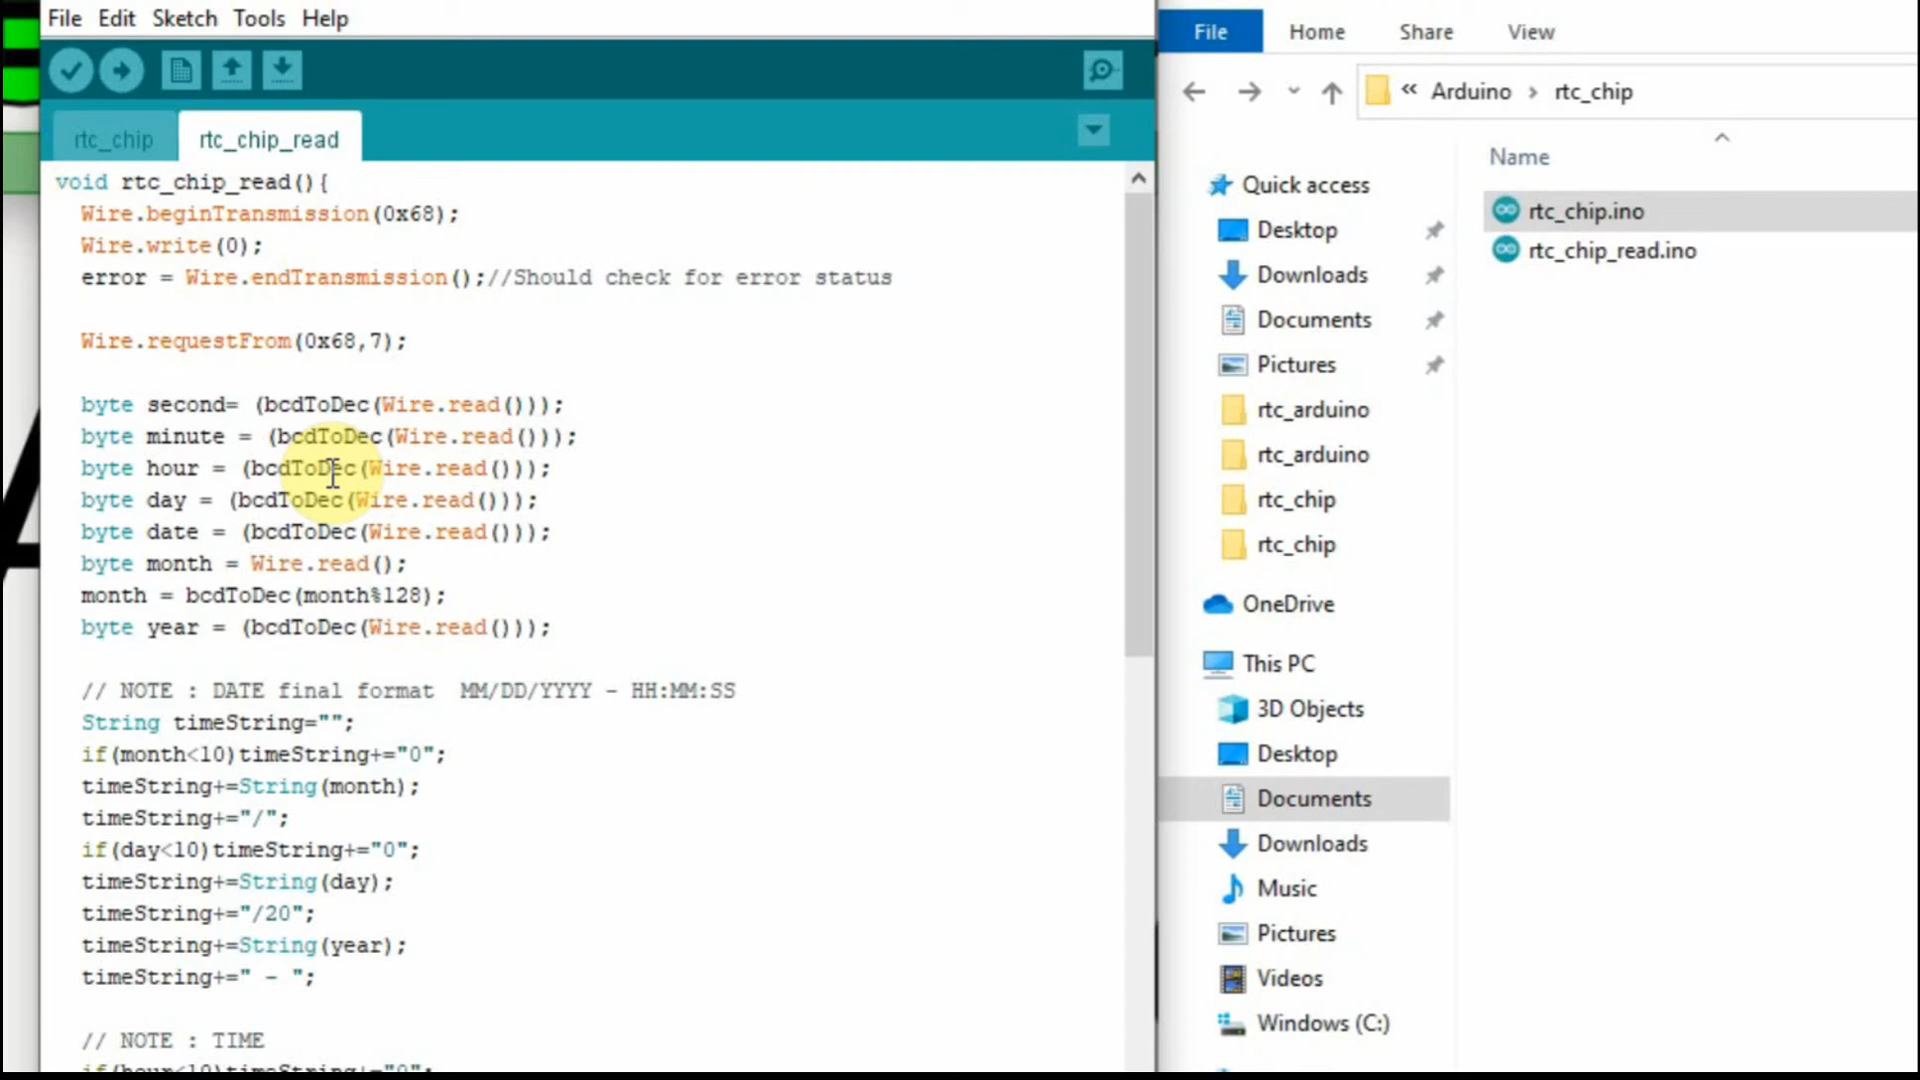 File Edit Sketch Tools Help
rtc_chip rtc_chip_read
void rtc_chip_read(){
Wire.beginTransmission(0x68);
Wire.write(0);
error = Wire.endTransmission();//Should check for error status
Wire.requestFrom(0x68,7);
byte second= (bcdToDec(Wire.read()));
byte minute = (bcdToDec(Wire.read()));
byte hour = (bcdToDec(Wire.read()));
byte day = (bcdToDec(Wire.read()));
byte date = (bcdToDec(Wire.read()));
byte month = Wire.read();
month = bcdToDec(month%128);
byte year = (bcdToDec(Wire.read()));
// NOTE : DATE final format  MM/DD/YYYY - HH:MM:SS
String timeString="";
if(month<10)timeString+="0";
timeString+=String(month);
timeString+="/";
if(day<10)timeString+="0";
timeString+=String(day);
timeString+="/20";
timeString+=String(year);
timeString+=" - ";
// NOTE : TIME
if(hour<10)timeString+="0";
File Home Share View
« Arduino › rtc_chip
Name
rtc_chip.ino
rtc_chip_read.ino
Quick access
Desktop
Downloads
Documents
Pictures
rtc_arduino
rtc_arduino
rtc_chip
rtc_chip
OneDrive
This PC
3D Objects
Desktop
Documents
Downloads
Music
Pictures
Videos
Windows (C:)